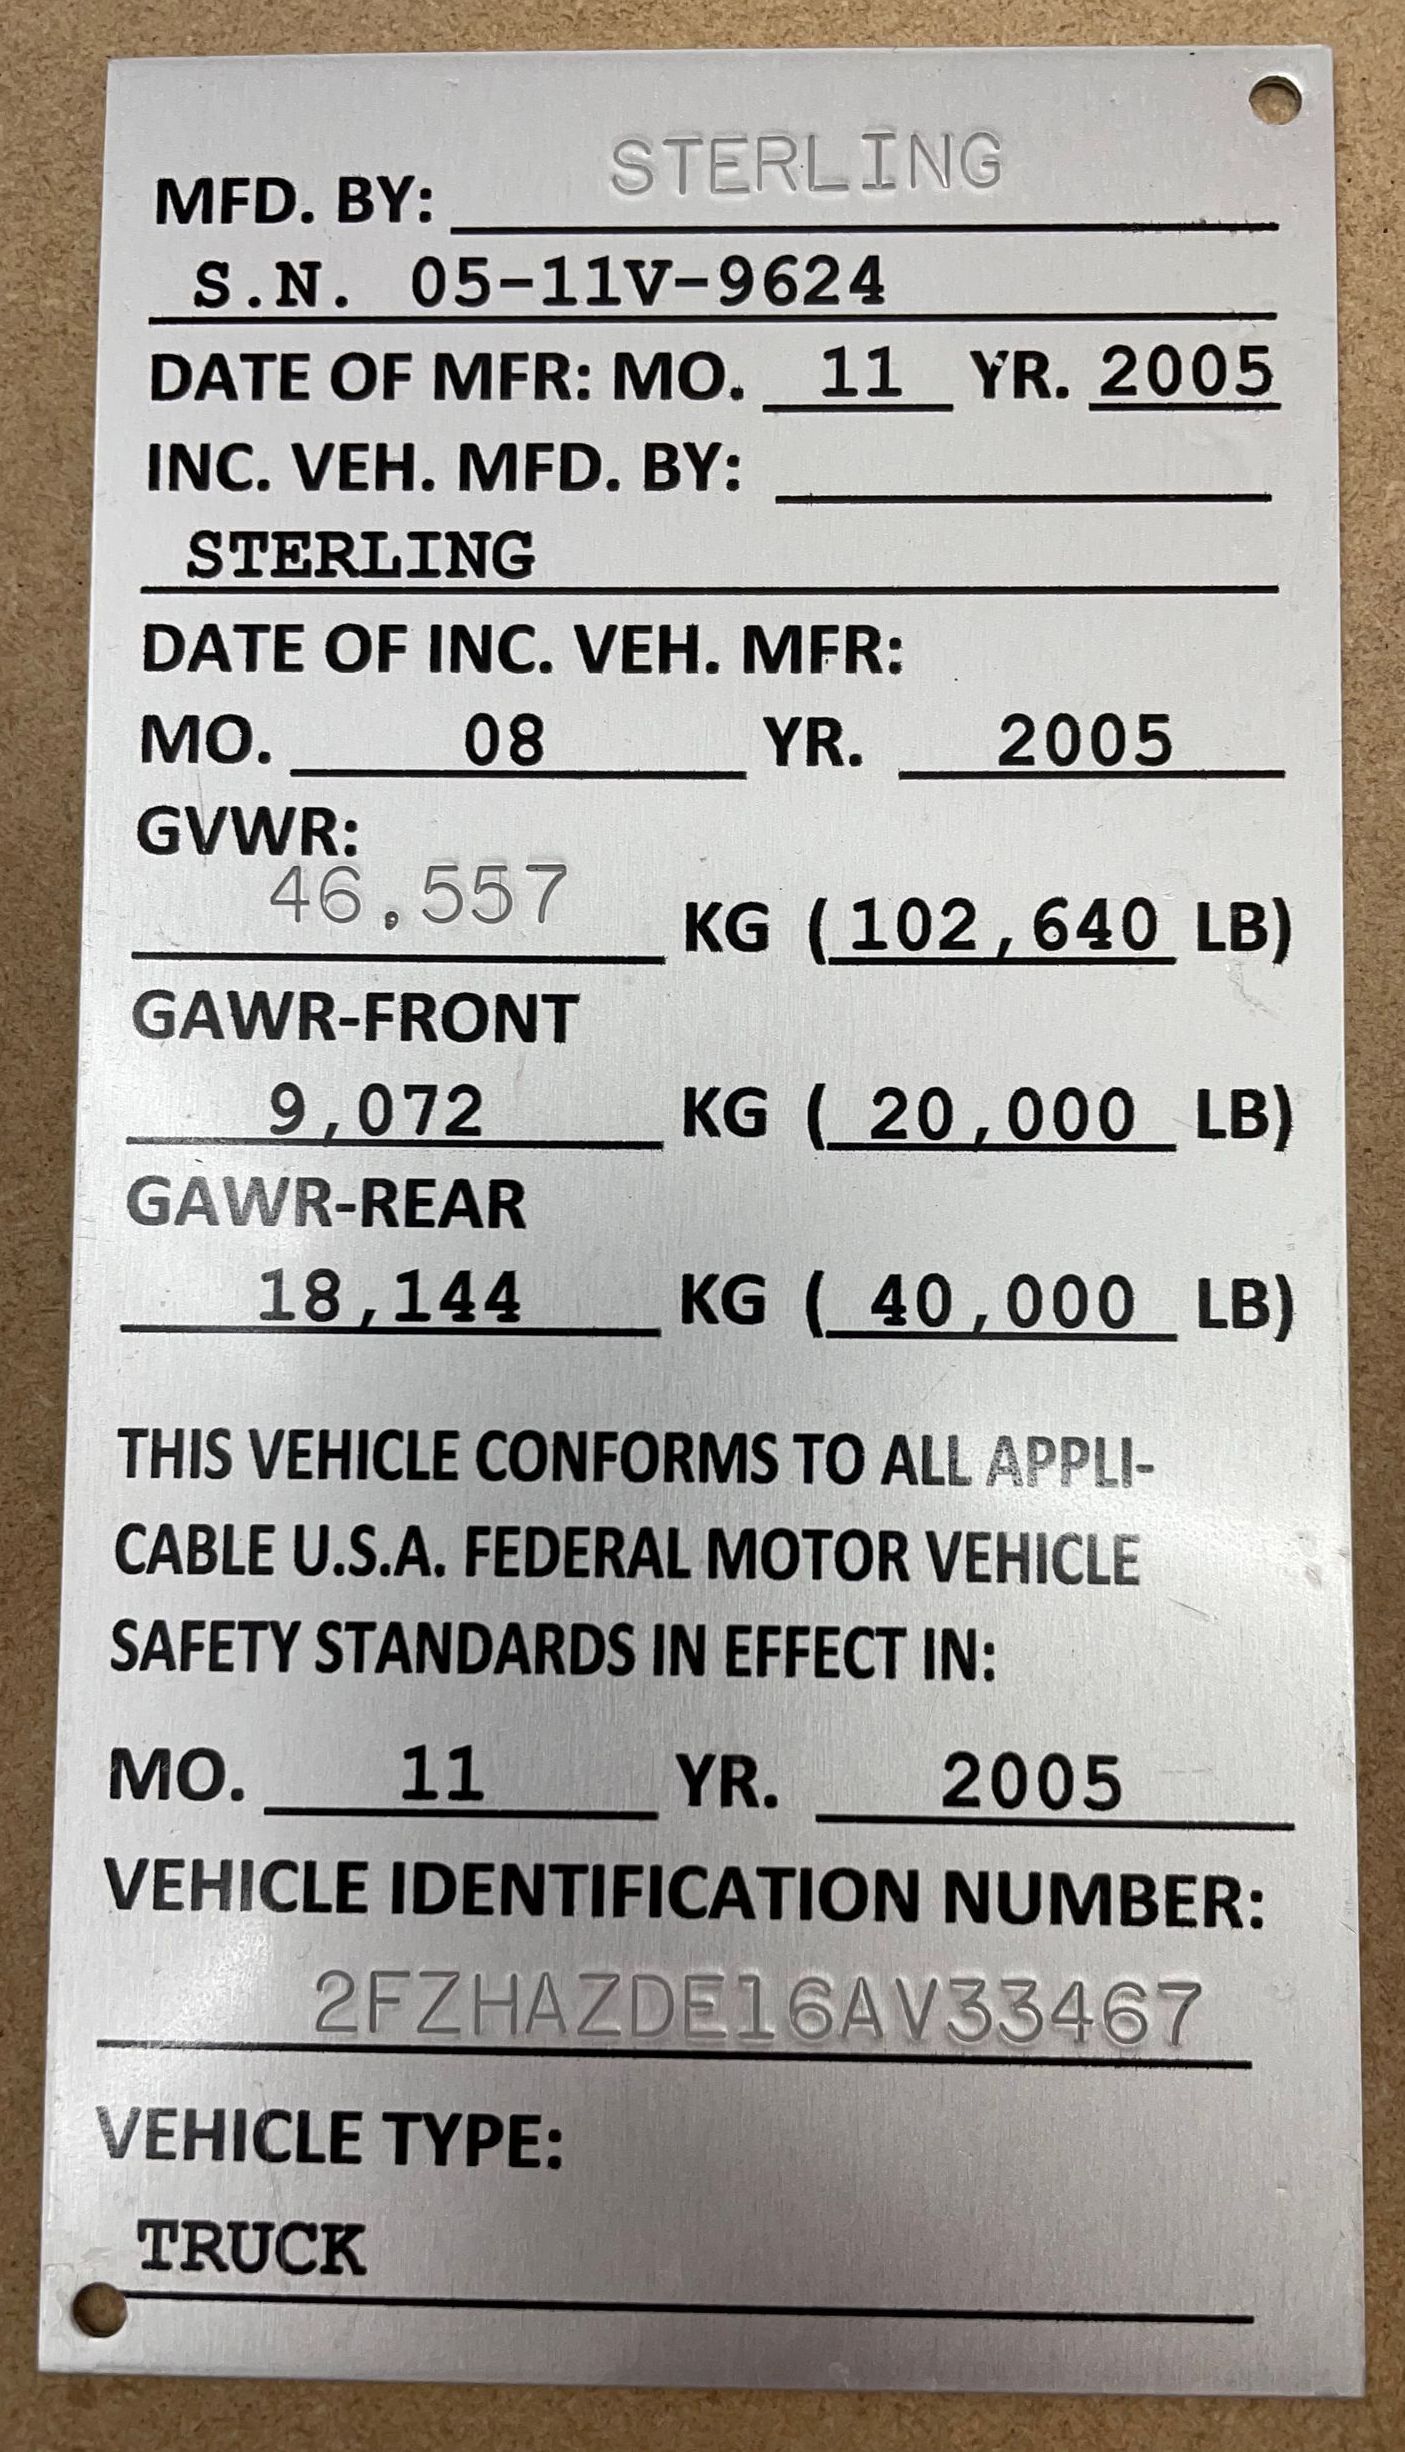 STERLING
MFD. BY:
S.N. 05-11V-9624
DATE OF MFR: MO. 11 YR. 2005
INC. VEH. MFD. BY:
STERLING
DATE OF INC. VEH. MFR:
MO. 08 YR. 2005
GVWR:
46.557 KG (102,640 LB)
GAWR-FRONT
9,072 KG (20,000 LB)
GAWR-REAR
18,144 KG (40,000 LB)
THIS VEHICLE CONFORMS TO ALL APPLI-
CABLE U.S.A. FEDERAL MOTOR VEHICLE
SAFETY STANDARDS IN EFFECT IN:
MO. 11 YR. 2005
VEHICLE IDENTIFICATION NUMBER:
2FZHAZDE16AV33467
VEHICLE TYPE:
TRUCK